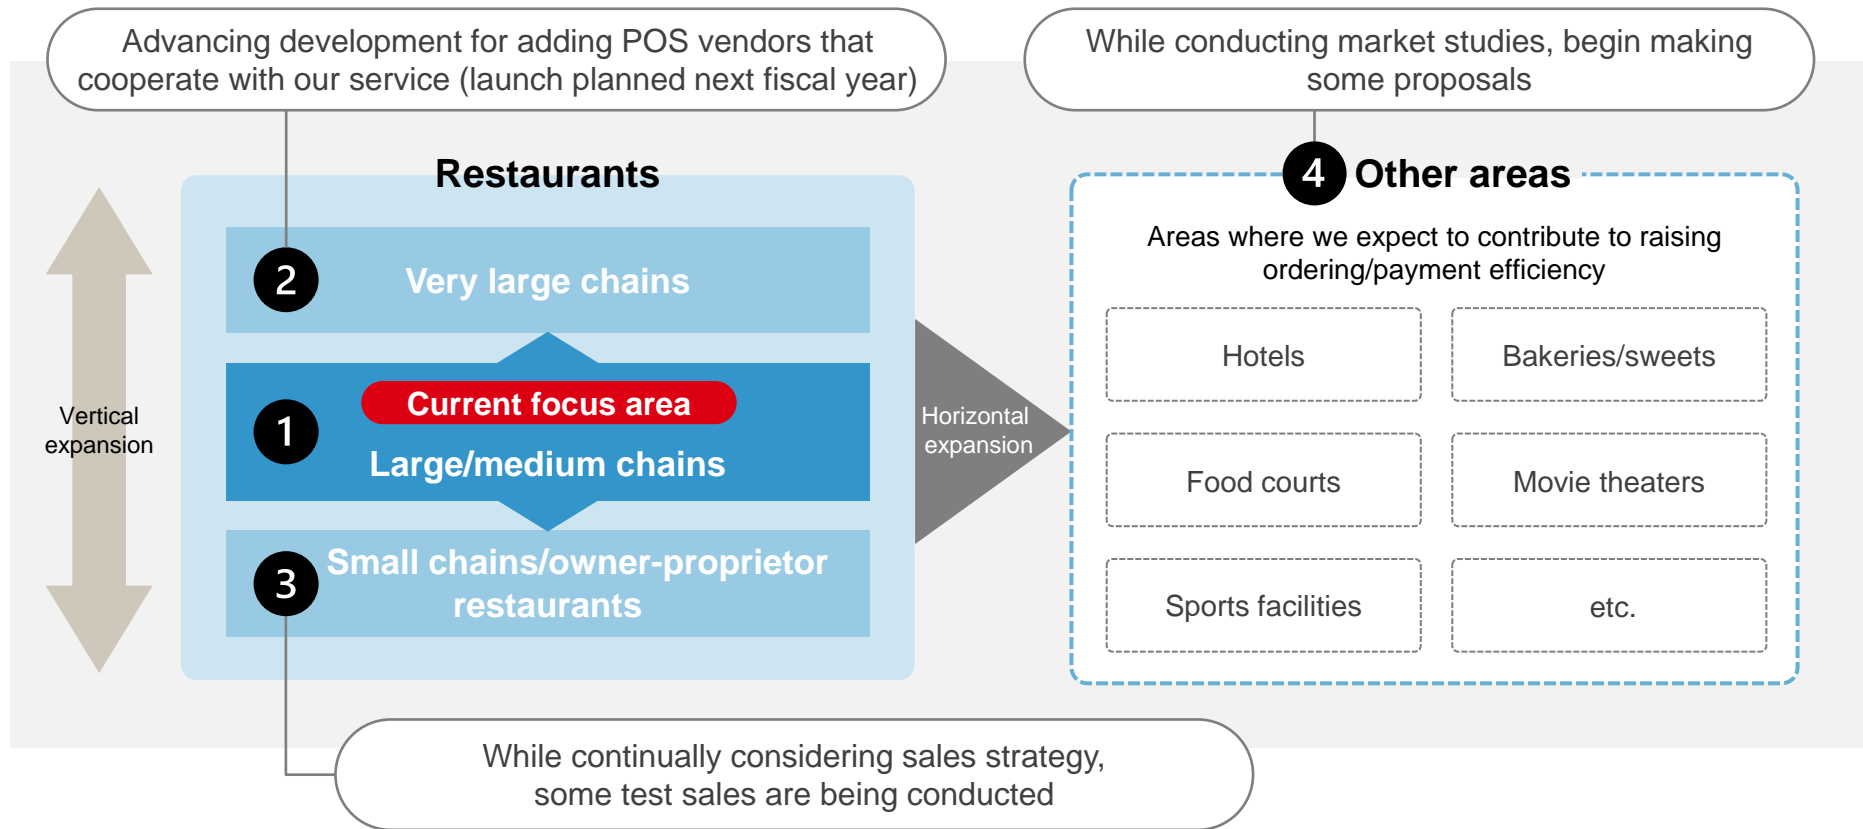 Advancing development for adding POS vendors that
cooperate with our service (launch planned next fiscal year)
While conducting market studies, begin making
some proposals
Restaurants
4 Other areas
Areas where we expect to contribute to raising
ordering/payment efficiency
2 Very large chains
Hotels
Bakeries/sweets
Vertical
expansion
1 Current focus area
Large/medium chains
Horizontal
expansion
Food courts
Movie theaters
3 Small chains/owner-proprietor
restaurants
Sports facilities
etc.
While continually considering sales strategy,
some test sales are being conducted